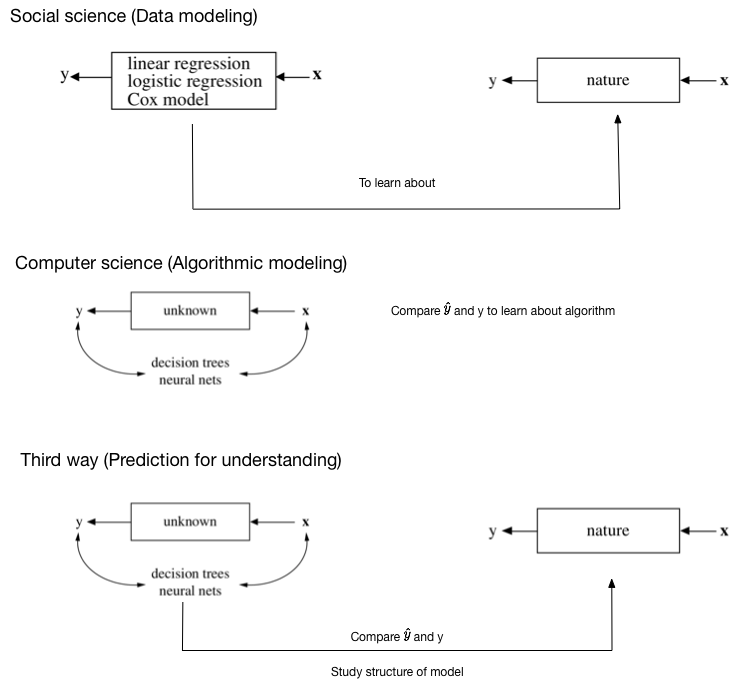 Social science (Data modeling)
y
linear regression
logistic regression
Cox model
x
y
nature
x
To learn about
Computer science (Algorithmic modeling)
y
unknown
x
Compare ŷ and y to learn about algorithm
decision trees
neural nets
Third way (Prediction for understanding)
y
unknown
x
y
nature
x
decision trees
neural nets
Compare ŷ and y
Study structure of model